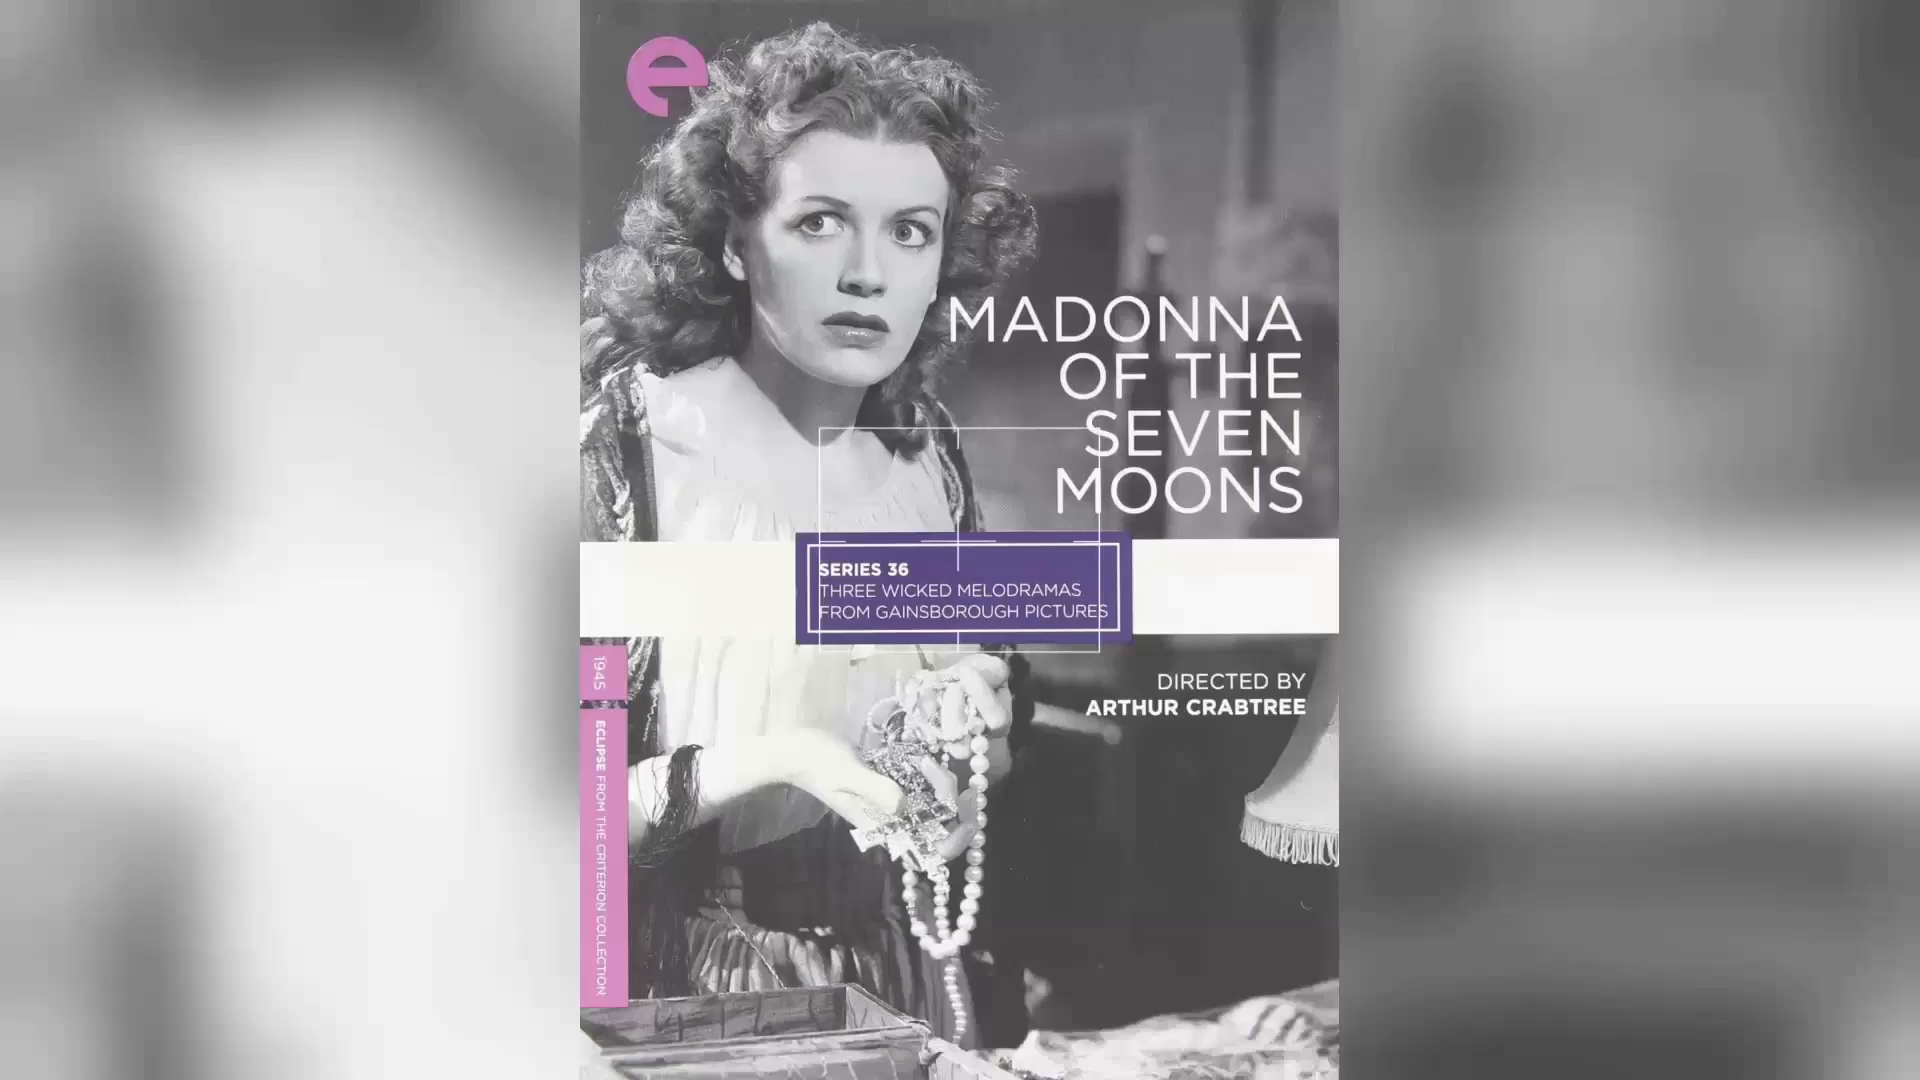 e
MADONNA
OF THE
SEVEN
MOONS
SERIES 36
THREE WICKED MELODRAMAS
FROM GAINSBOROUGH PICTURES
1945
DIRECTED BY
ARTHUR CRABTREE
ECLIPSE FROM THE CRITERION COLLECTION